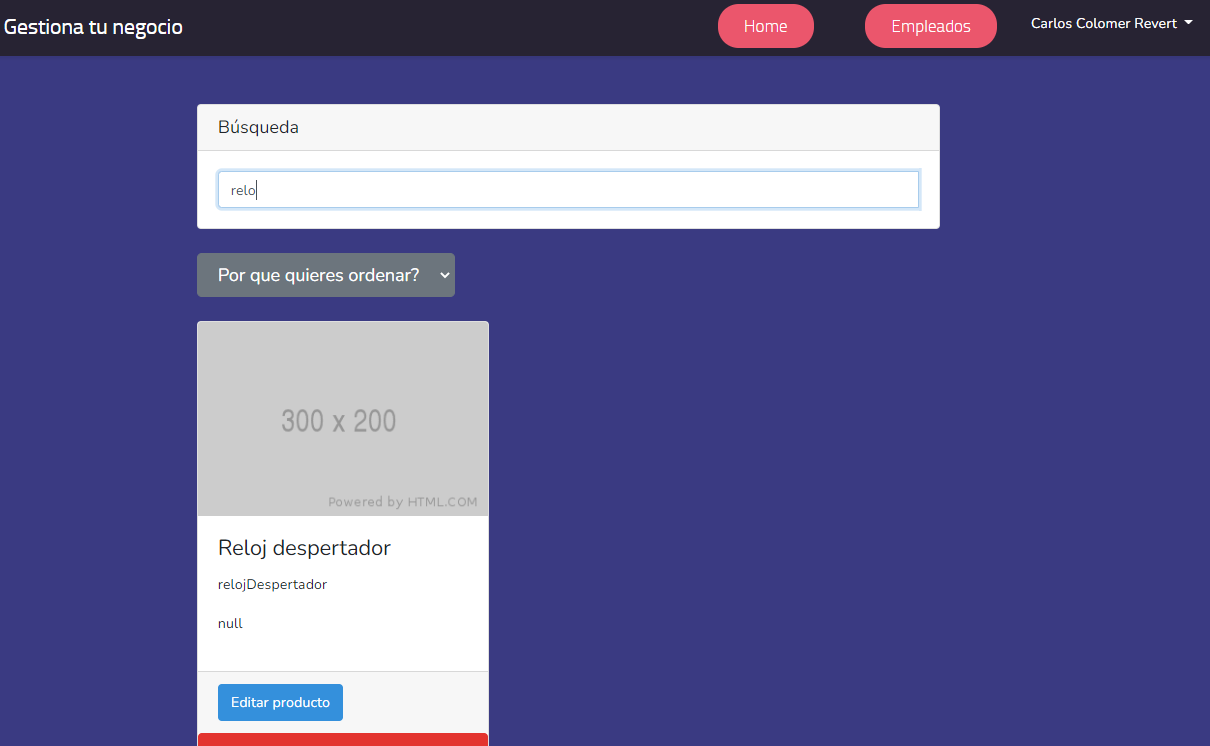 Gestiona tu negocio
Home
Empleados
Carlos Colomer Revert
Búsqueda
relo
Por que quieres ordenar?
300 x 200
Powered by HTML.COM
Reloj despertador
relojDespertador
null
Editar producto